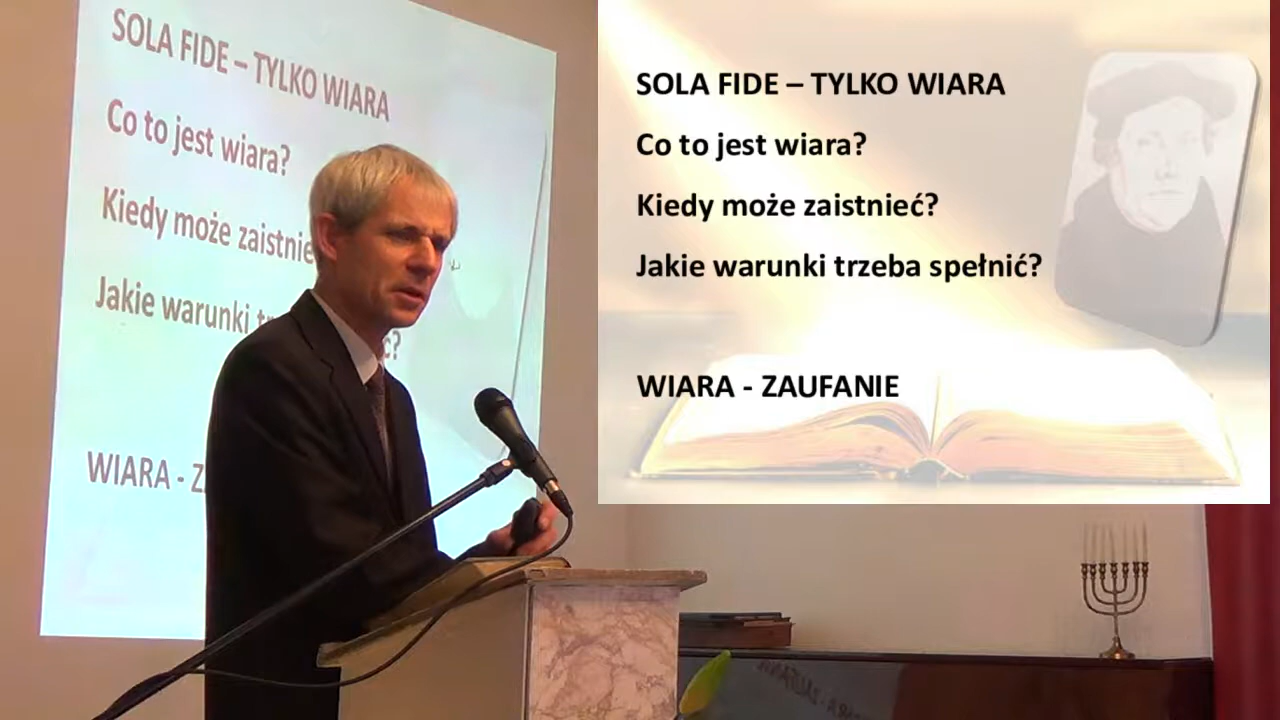 SOLA FIDE – TYLKO WIARA
Co to jest wiara?
Kiedy może zaistnie
Jakie warunki
WIARA - Z
SOLA FIDE – TYLKO WIARA
Co to jest wiara?
Kiedy może zaistnieć?
Jakie warunki trzeba spełnić?
WIARA - ZAUFANIE